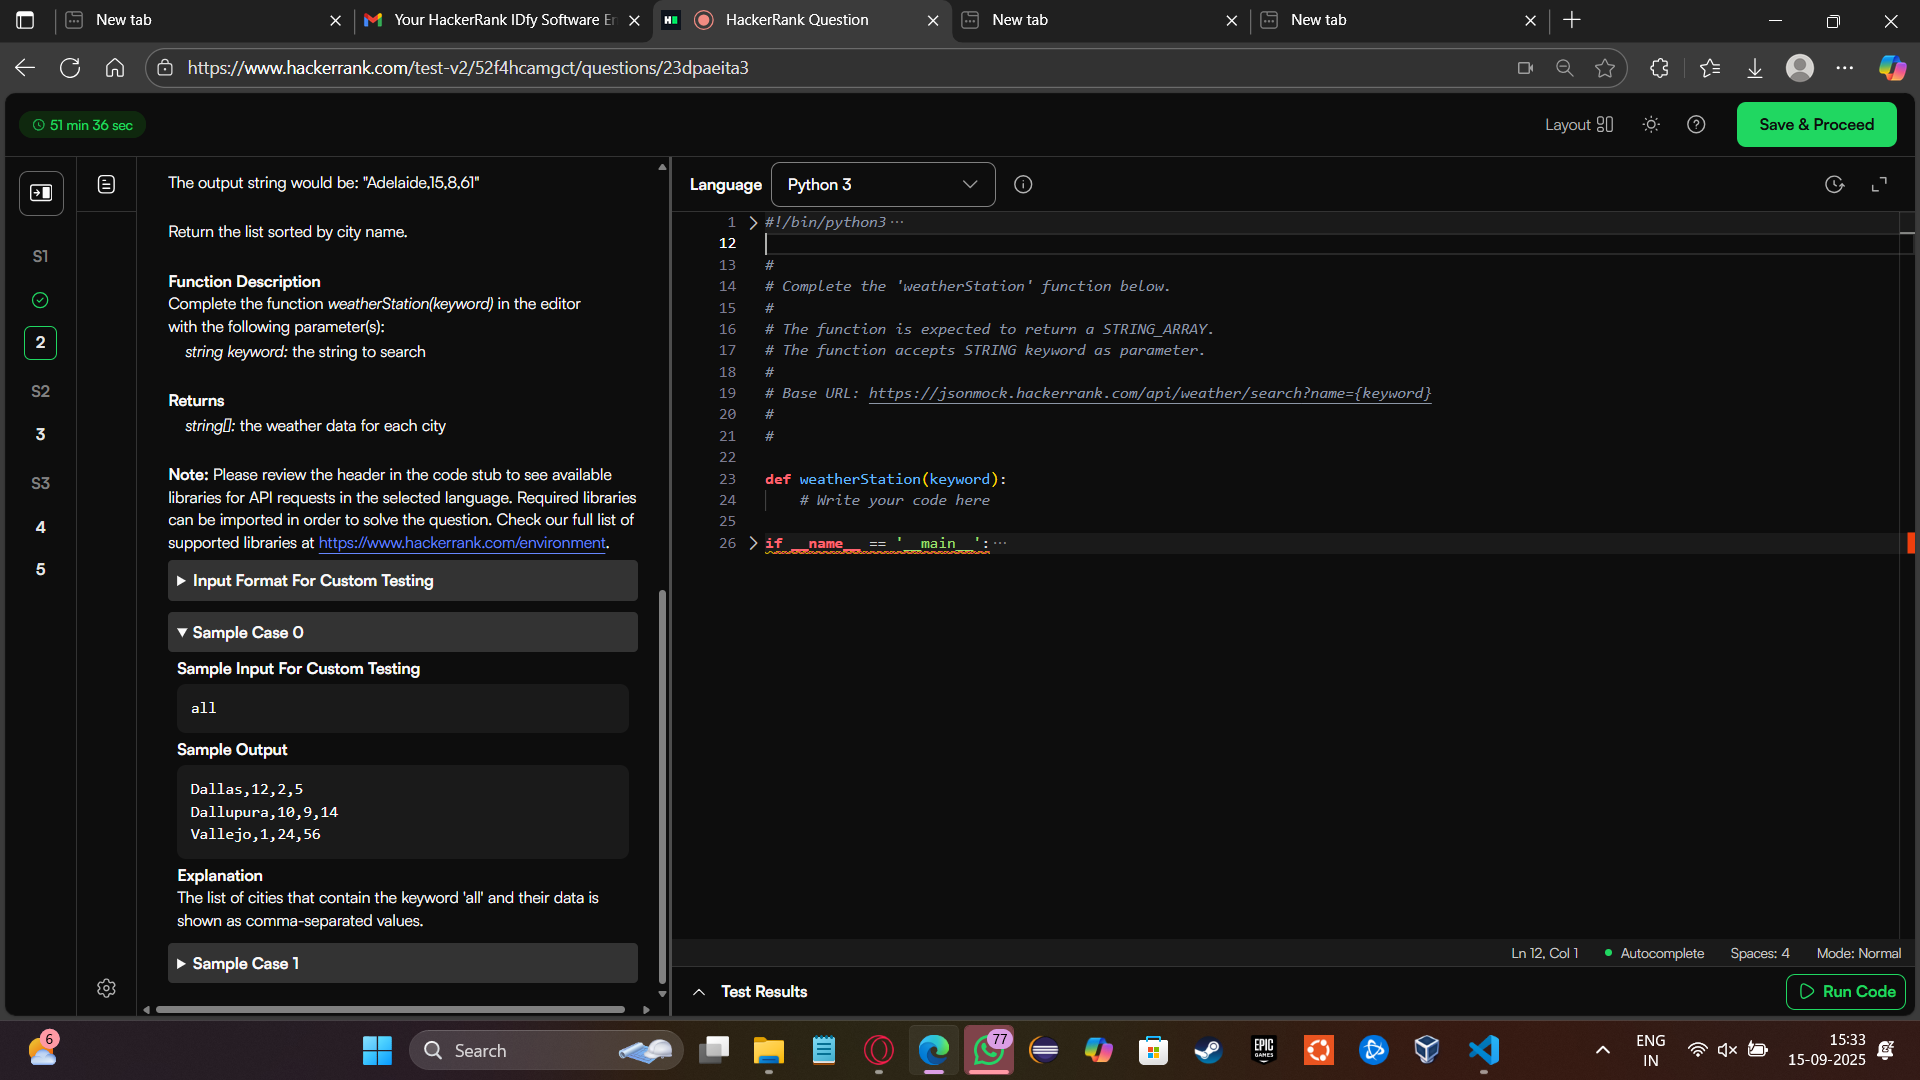 New tab
Your HackerRank IDfy Software En
HackerRank Question
New tab
New tab
https://www.hackerrank.com/test-v2/52f4hcamgct/questions/23dpaeita3
51 min 36 sec
Layout
Save & Proceed
S1
2
S2
3
S3
4
5
The output string would be: "Adelaide,15,8,61"
Return the list sorted by city name.
Function Description
Complete the function weatherStation(keyword) in the editor
with the following parameter(s):
string keyword: the string to search
Returns
string[]: the weather data for each city
Note: Please review the header in the code stub to see available
libraries for API requests in the selected language. Required libraries
can be imported in order to solve the question. Check our full list of
supported libraries at https://www.hackerrank.com/environment.
Input Format For Custom Testing
Sample Case 0
Sample Input For Custom Testing
all
Sample Output
Dallas,12,2,5
Dallupura,10,9,14
Vallejo,1,24,56
Explanation
The list of cities that contain the keyword 'all' and their data is
shown as comma-separated values.
Sample Case 1
Language
Python 3
1 #!/bin/python3 ···
12
13 #
14 # Complete the 'weatherStation' function below.
15 #
16 # The function is expected to return a STRING_ARRAY.
17 # The function accepts STRING keyword as parameter.
18 #
19 # Base URL: https://jsonmock.hackerrank.com/api/weather/search?name={keyword}
20 #
21 #
22
23 def weatherStation(keyword):
24 # Write your code here
25
26 if __name__ == '__main__': ···
Ln 12, Col 1
Autocomplete
Spaces: 4
Mode: Normal
Test Results
Run Code
6
Search
77
EPIC
GAMES
ENG
IN
15:33
15-09-2025